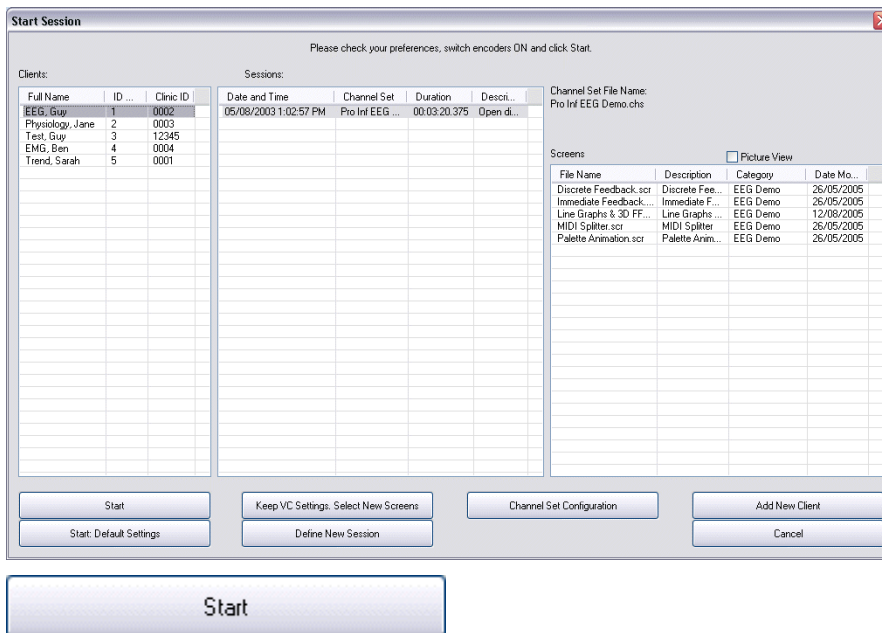 Start Session
Please check your preferences, switch encoders ON and click Start.
Clients:
Full Name ID ... Clinic ID
EEG, Guy 1 0002
Physiology, Jane 2 0003
Test, Guy 3 12345
EMG, Ben 4 0004
Trend, Sarah 5 0001
Sessions:
Date and Time Channel Set Duration Descri...
05/08/2003 1:02:57 PM Pro Inf EEG ... 00:03:20.375 Open di...
Channel Set File Name:
Pro Inf EEG Demo.chs
Screens Picture View
File Name Description Category Date Mo...
Discrete Feedback.scr Discrete Fee... EEG Demo 26/05/2005
Immediate Feedback.... Immediate F... EEG Demo 26/05/2005
Line Graphs & 3D FF... Line Graphs ... EEG Demo 12/08/2005
MIDI Splitter.scr MIDI Splitter EEG Demo 26/05/2005
Palette Animation.scr Palette Anim... EEG Demo 26/05/2005
Start Keep VC Settings. Select New Screens Channel Set Configuration Add New Client
Start: Default Settings Define New Session Cancel
Start